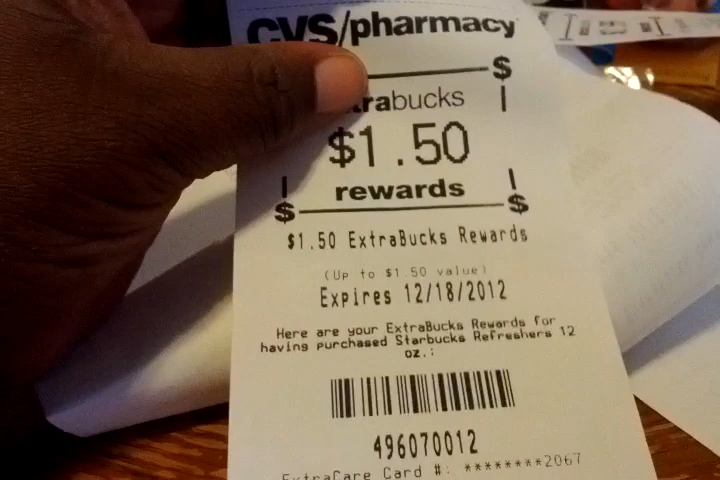 CVS/pharmacy
$
trabucks
$1.50
rewards
$ $
$1.50 ExtraBucks Rewards
(Up to $1.50 value)
Expires 12/18/2012
Here are your ExtraBucks Rewards for
having purchased Starbucks Refreshers 12
oz.:
496070012
ExtraCare Card #: ********2067